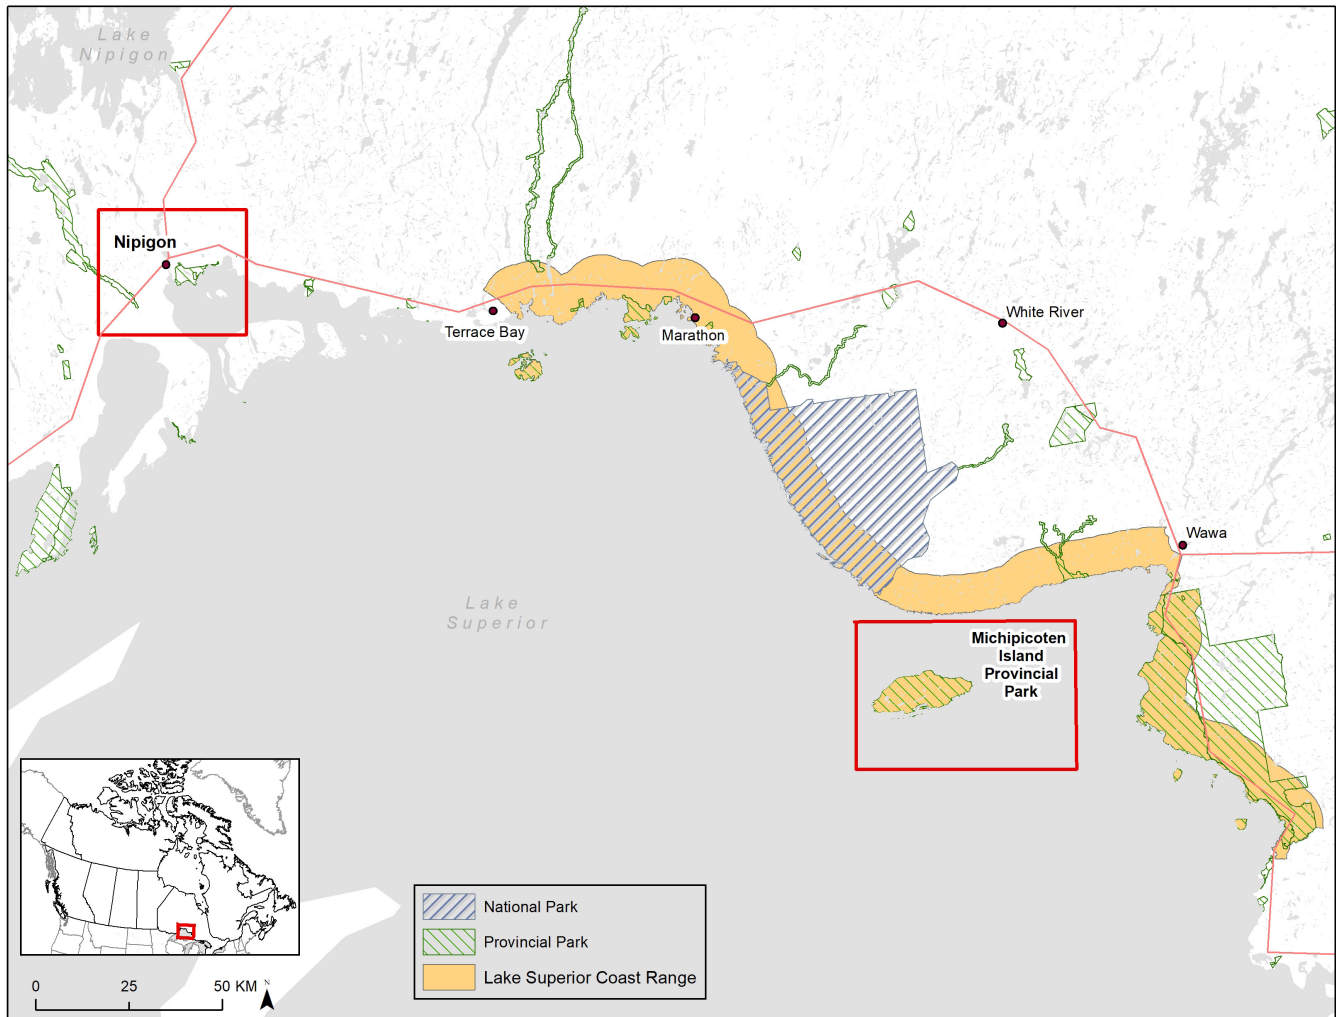 Lake
Nipigon
Nipigon
Terrace Bay
Marathon
White River
Wawa
Lake
Superior
Michipicoten
Island
Provincial
Park
National Park
Provincial Park
Lake Superior Coast Range
0 25 50 KM
N